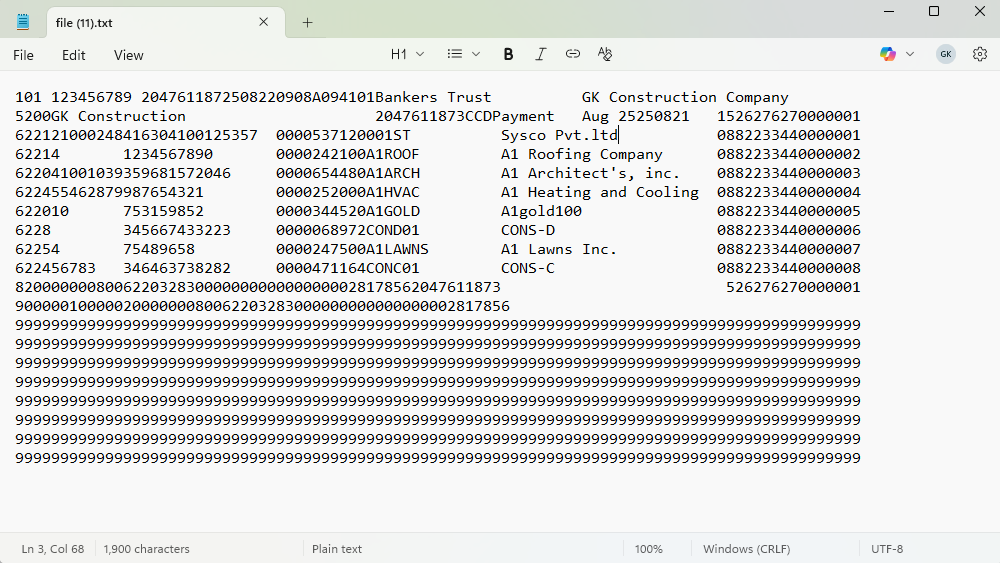 file (11).txt
File Edit View H1 GK
101 123456789 2047611872508220908A094101Bankers Trust          GK Construction Company
5200GK Construction                     2047611873CCDPayment   Aug 25250821   1526276270000001
622121000248416304100125357  0000537120001ST          Sysco Pvt.ltd           0882233440000001
62214       1234567890       0000242100A1ROOF         A1 Roofing Company      0882233440000002
622041001039359681572046     0000654480A1ARCH         A1 Architect's, inc.    0882233440000003
622455462879987654321        0000252000A1HVAC         A1 Heating and Cooling  0882233440000004
622010      753159852        0000344520A1GOLD         A1gold100               0882233440000005
6228        345667433223     0000068972COND01         CONS-D                  0882233440000006
62254       75489658         0000247500A1LAWNS        A1 Lawns Inc.           0882233440000007
622456783   346463738282     0000471164CONC01         CONS-C                  0882233440000008
820000000800622032830000000000000000028178562047611873                         526276270000001
9000001000002000000080062203283000000000000000002817856
9999999999999999999999999999999999999999999999999999999999999999999999999999999999999999999999
9999999999999999999999999999999999999999999999999999999999999999999999999999999999999999999999
9999999999999999999999999999999999999999999999999999999999999999999999999999999999999999999999
9999999999999999999999999999999999999999999999999999999999999999999999999999999999999999999999
9999999999999999999999999999999999999999999999999999999999999999999999999999999999999999999999
9999999999999999999999999999999999999999999999999999999999999999999999999999999999999999999999
9999999999999999999999999999999999999999999999999999999999999999999999999999999999999999999999
9999999999999999999999999999999999999999999999999999999999999999999999999999999999999999999999
Ln 3, Col 68 1,900 characters Plain text 100% Windows (CRLF) UTF-8